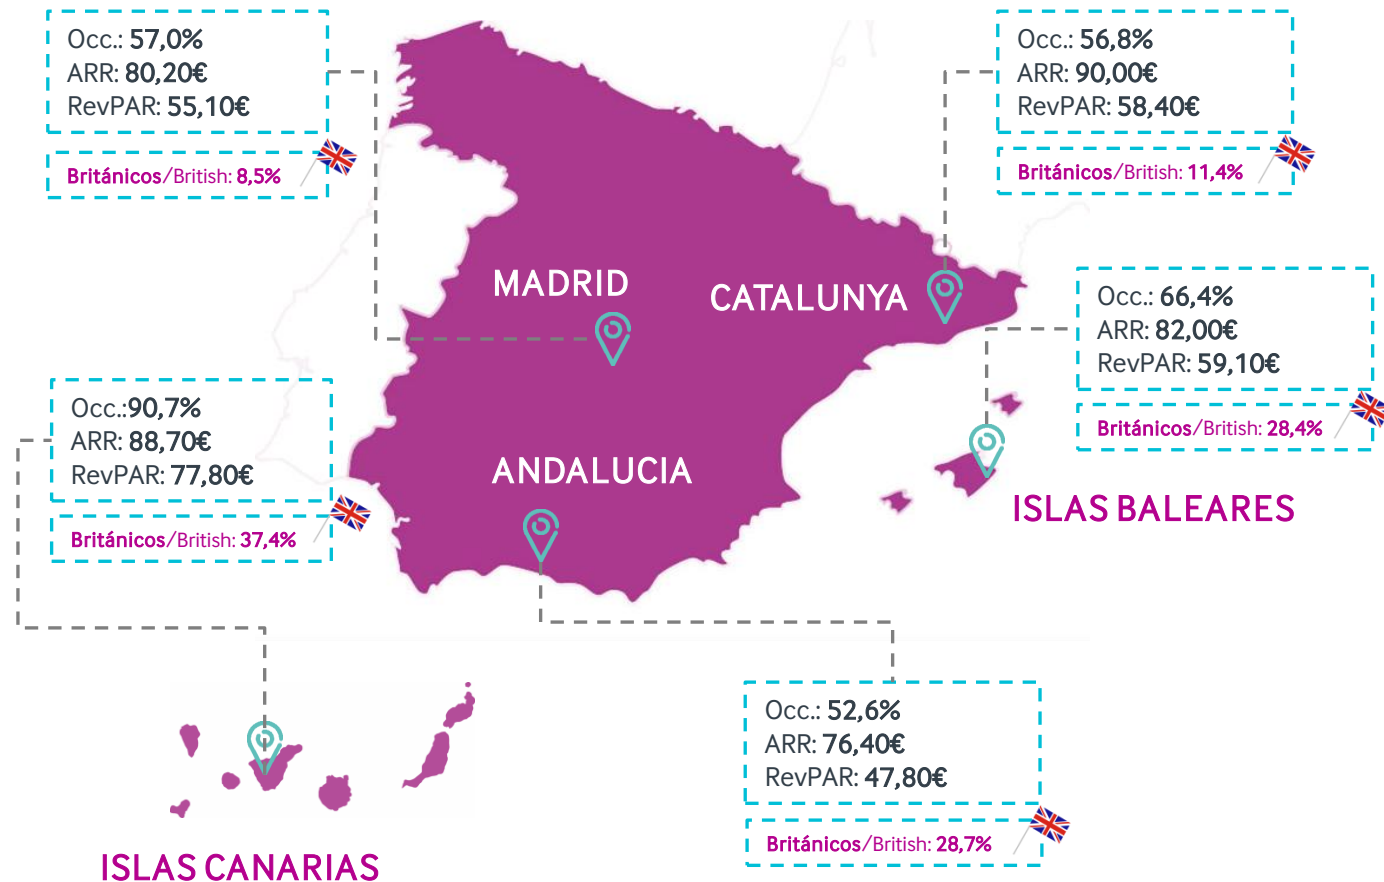 Occ.: 57,0%
ARR: 80,20€
RevPAR: 55,10€
Británicos/British: 8,5%
Occ.: 56,8%
ARR: 90,00€
RevPAR: 58,40€
Británicos/British: 11,4%
MADRID
CATALUNYA
Occ.: 66,4%
ARR: 82,00€
RevPAR: 59,10€
Británicos/British: 28,4%
Occ.:90,7%
ARR: 88,70€
RevPAR: 77,80€
Británicos/British: 37,4%
ANDALUCIA
ISLAS BALEARES
Occ.: 52,6%
ARR: 76,40€
RevPAR: 47,80€
Británicos/British: 28,7%
ISLAS CANARIAS